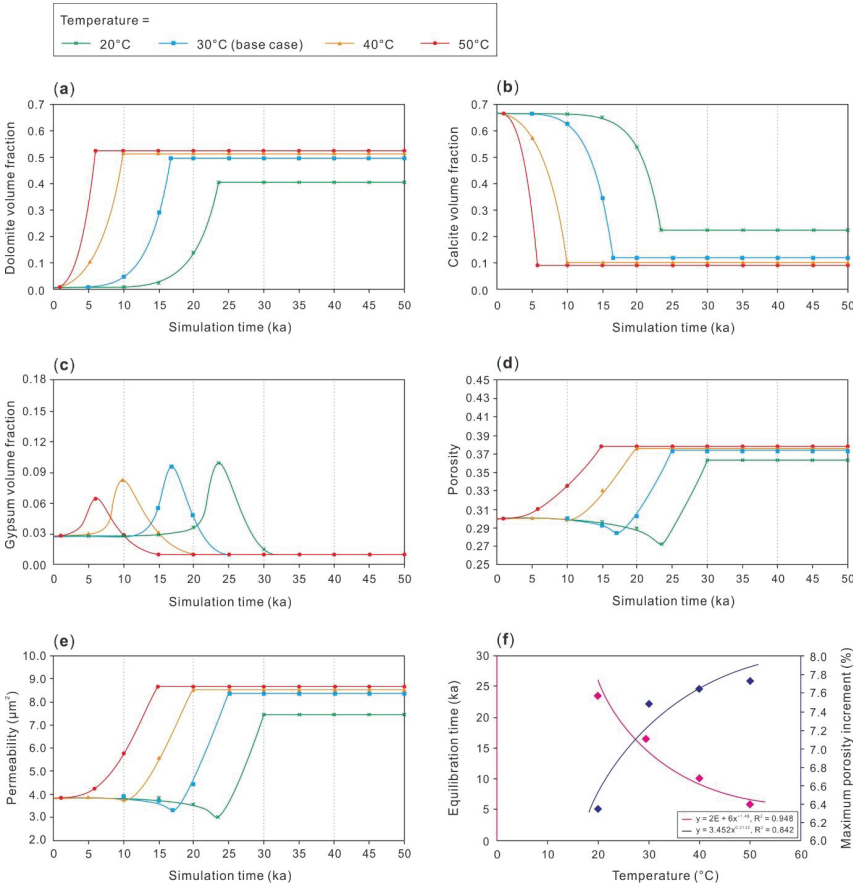 Temperature =
20°C 30°C (base case) 40°C 50°C
(a)
0.7
0.6
0.5
0.4
0.3
0.2
0.1
0.0
Dolomite volume fraction
0 5 10 15 20 25 30 35 40 45 50
Simulation time (ka)
(b)
0.7
0.6
0.5
0.4
0.3
0.2
0.1
0.0
Calcite volume fraction
0 5 10 15 20 25 30 35 40 45 50
Simulation time (ka)
(c)
0.18
0.15
0.12
0.09
0.06
0.03
0.00
Gypsum volume fraction
0 5 10 15 20 25 30 35 40 45 50
Simulation time (ka)
(d)
0.45
0.43
0.41
0.39
0.37
0.35
0.33
0.31
0.29
0.27
0.25
Porosity
0 5 10 15 20 25 30 35 40 45 50
Simulation time (ka)
(e)
10.0
9.0
8.0
7.0
6.0
5.0
4.0
3.0
2.0
Permeability (µm²)
0 5 10 15 20 25 30 35 40 45 50
Simulation time (ka)
(f)
30
25
20
15
10
5
0
Equilibration time (ka)
8.0
7.8
7.6
7.4
7.2
7.0
6.8
6.6
6.4
6.2
6.0
Maximum porosity increment (%)
y = 2E + 6x, R² = 0.948
y = 3.452x, R² = 0.842
0 10 20 30 40 50 60
Temperature (°C)